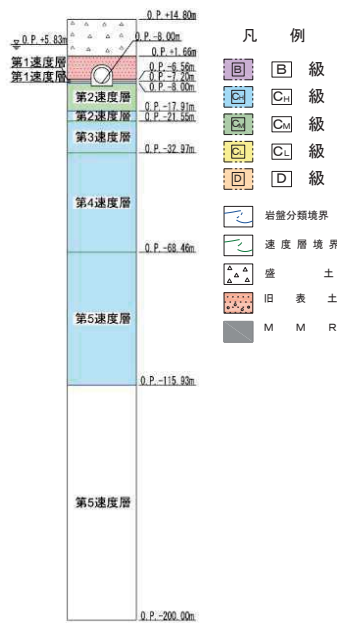 O.P.+14.80m
O.P.+5.83m
O.P.-8.00m
O.P.+1.66m
第1速度層
O.P.-6.56m
第1速度層
O.P.-7.20m
O.P.-8.00m
第2速度層
O.P.-17.91m
第2速度層
O.P.-21.55m
第3速度層
O.P.-32.97m
第4速度層
O.P.-68.46m
第5速度層
O.P.-115.93m
第5速度層
O.P.-200.00m
凡 例
B B 級
CH CH 級
CM CM 級
CL CL 級
D D 級
岩盤分類境界
速度層境界
盛 土
旧 表 土
M M R